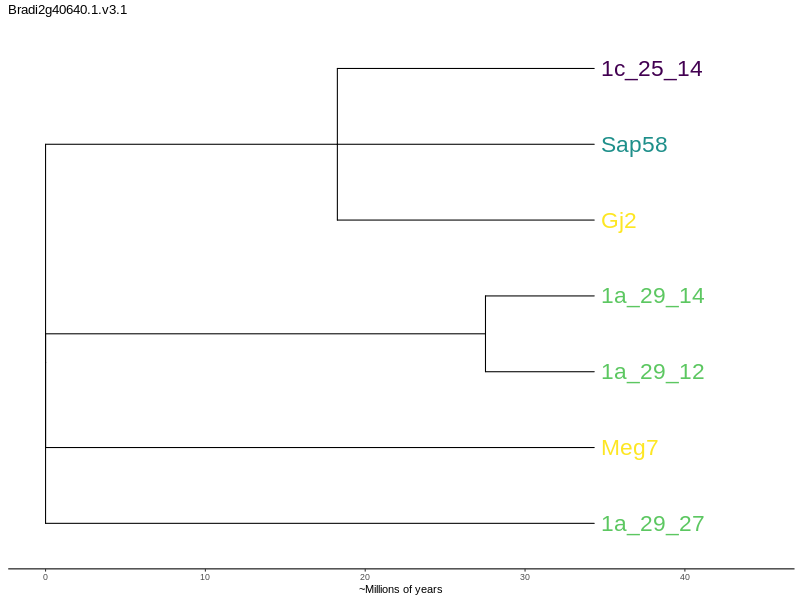 Bradi2g40640.1.v3.1
1c_25_14
Sap58
Gj2
1a_29_14
1a_29_12
Meg7
1a_29_27
0 10 20 30 40
~Millions of years